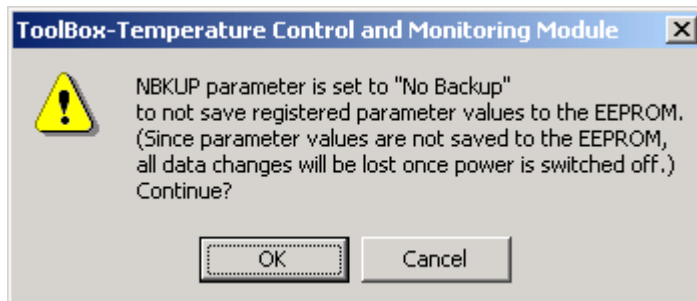 ToolBox-Temperature Control and Monitoring Module
NBKUP parameter is set to "No Backup"
to not save registered parameter values to the EEPROM.
(Since parameter values are not saved to the EEPROM,
all data changes will be lost once power is switched off.)
Continue?
OK
Cancel